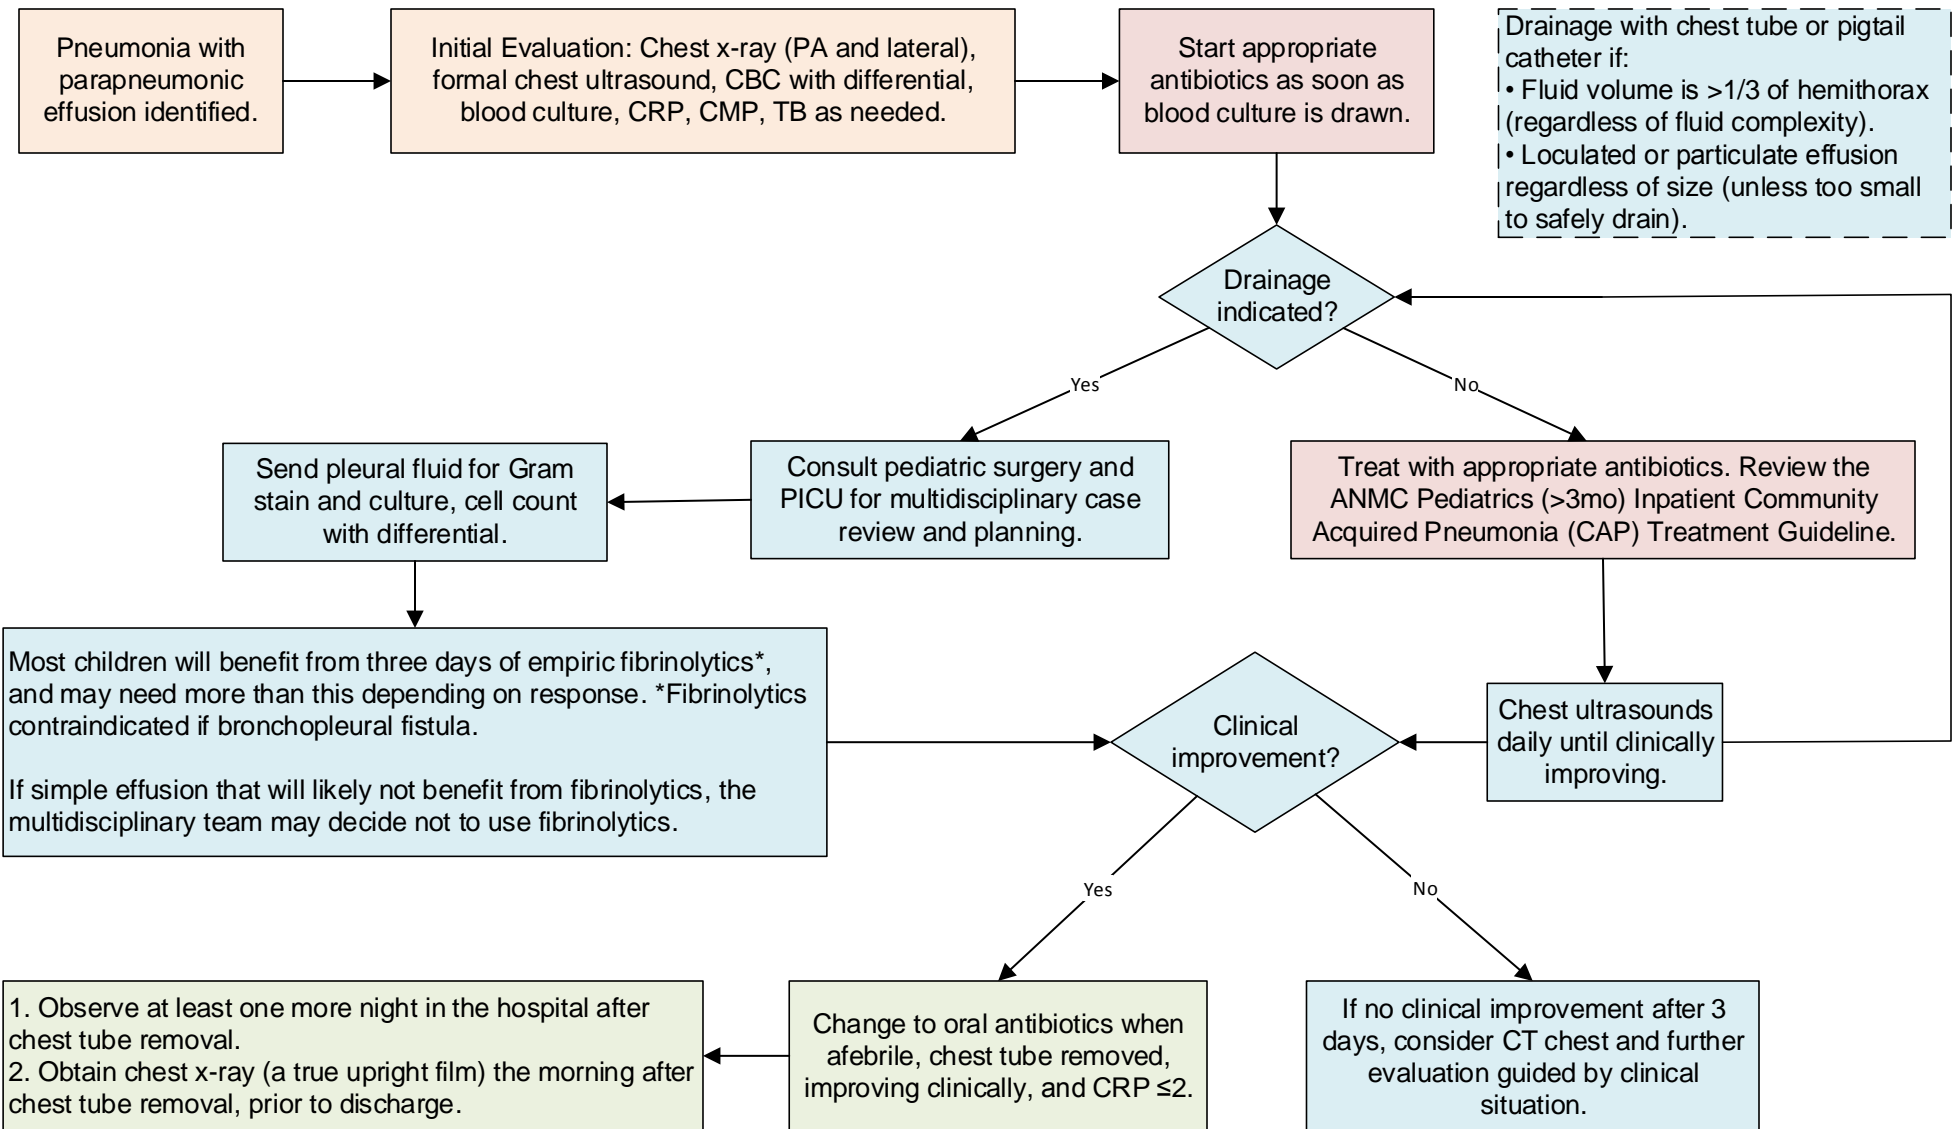 Pneumonia with
parapneumonic
effusion identified.
Initial Evaluation: Chest x-ray (PA and lateral),
formal chest ultrasound, CBC with differential,
blood culture, CRP, CMP, TB as needed.
Start appropriate
antibiotics as soon as
blood culture is drawn.
Drainage with chest tube or pigtail
catheter if:
• Fluid volume is >1/3 of hemithorax
(regardless of fluid complexity).
• Loculated or particulate effusion
regardless of size (unless too small
to safely drain).
Drainage
indicated?
Yes
No
Send pleural fluid for Gram
stain and culture, cell count
with differential.
Consult pediatric surgery and
PICU for multidisciplinary case
review and planning.
Treat with appropriate antibiotics. Review the
ANMC Pediatrics (>3mo) Inpatient Community
Acquired Pneumonia (CAP) Treatment Guideline.
Most children will benefit from three days of empiric fibrinolytics*,
and may need more than this depending on response. *Fibrinolytics
contraindicated if bronchopleural fistula.
If simple effusion that will likely not benefit from fibrinolytics, the
multidisciplinary team may decide not to use fibrinolytics.
Clinical
improvement?
Chest ultrasounds
daily until clinically
improving.
Yes
No
1. Observe at least one more night in the hospital after
chest tube removal.
2. Obtain chest x-ray (a true upright film) the morning after
chest tube removal, prior to discharge.
Change to oral antibiotics when
afebrile, chest tube removed,
improving clinically, and CRP ≤2.
If no clinical improvement after 3
days, consider CT chest and further
evaluation guided by clinical
situation.